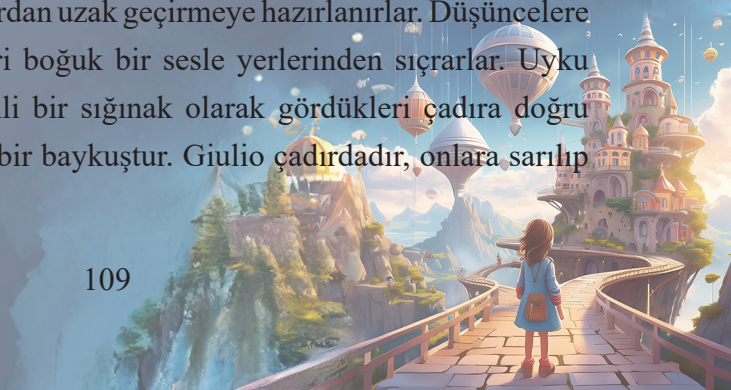 rdan uzak geçirmeye hazırlanırlar. Düşüncelere
ri boğuk bir sesle yerlerinden sıçrarlar. Uyku
li bir sığınak olarak gördükleri çadıra doğru
bir baykuştur. Giulio çadırdadır, onlara sarılıp
109